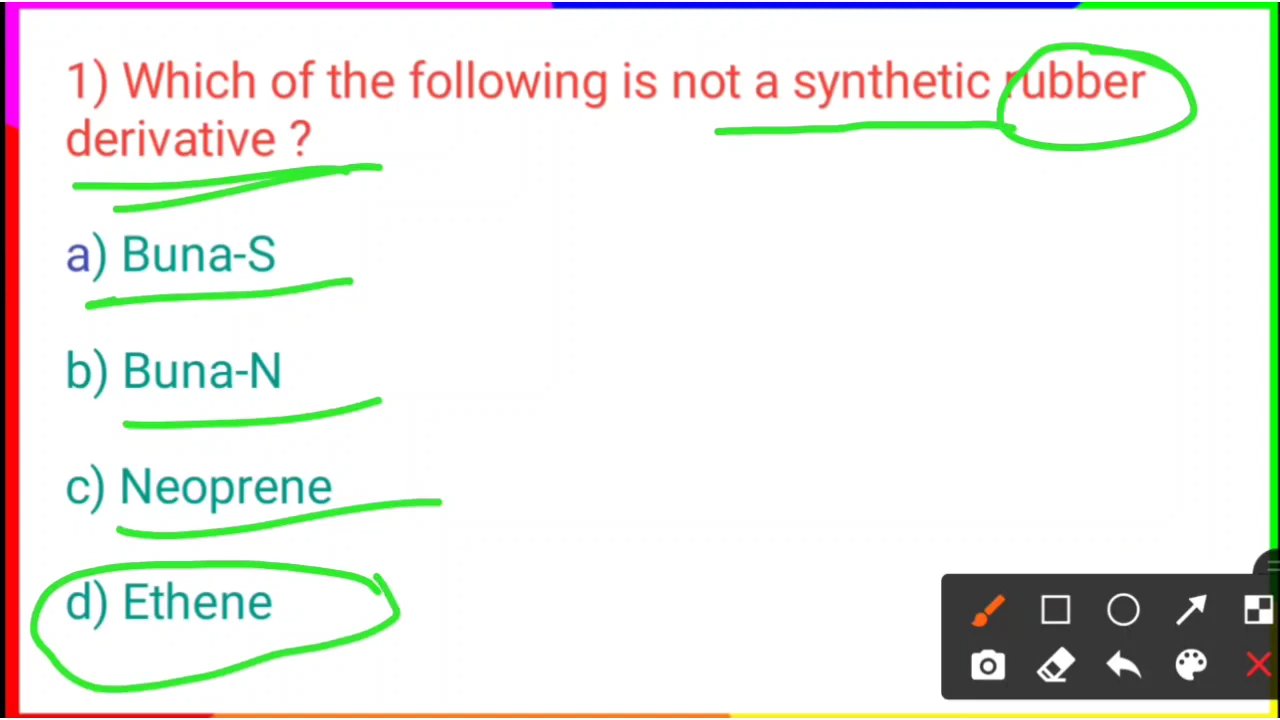 1) Which of the following is not a synthetic rubber
derivative ?
a) Buna-S
b) Buna-N
c) Neoprene
d) Ethene